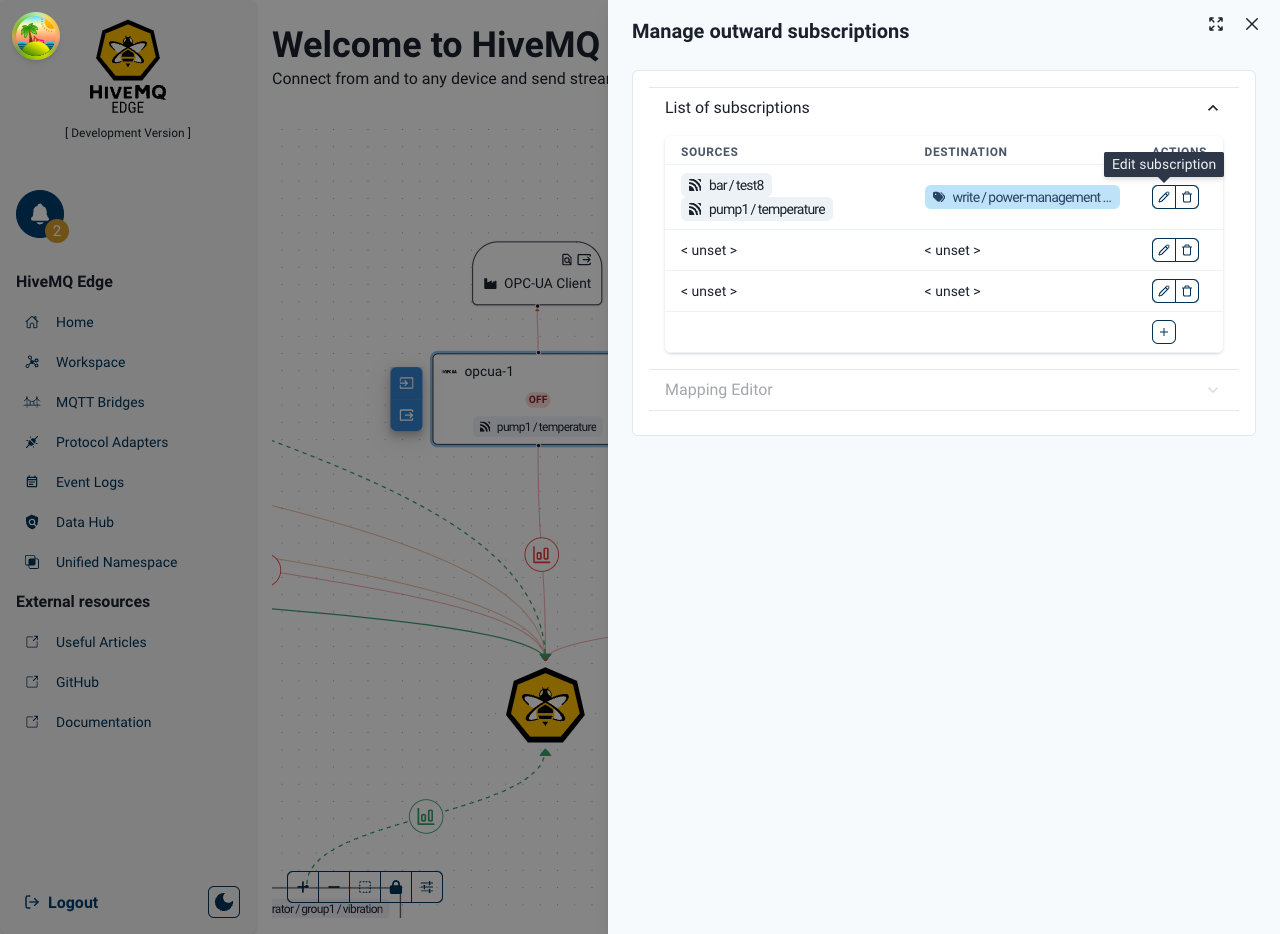 HIVEMQ
EDGE
[ Development Version ]
2
HiveMQ Edge
Home
Workspace
MQTT Bridges
Protocol Adapters
Event Logs
Data Hub
Unified Namespace
External resources
Useful Articles
GitHub
Documentation
Logout
Welcome to HiveMQ
Connect from and to any device and send strea
OPC-UA Client
opcua-1
OFF
pump1 / temperature
rator / group1 / vibration
Manage outward subscriptions
List of subscriptions
SOURCES DESTINATION ACTIONS
Edit subscription
bar / test8
pump1 / temperature
write / power-management ...
< unset > < unset >
< unset > < unset >
Mapping Editor